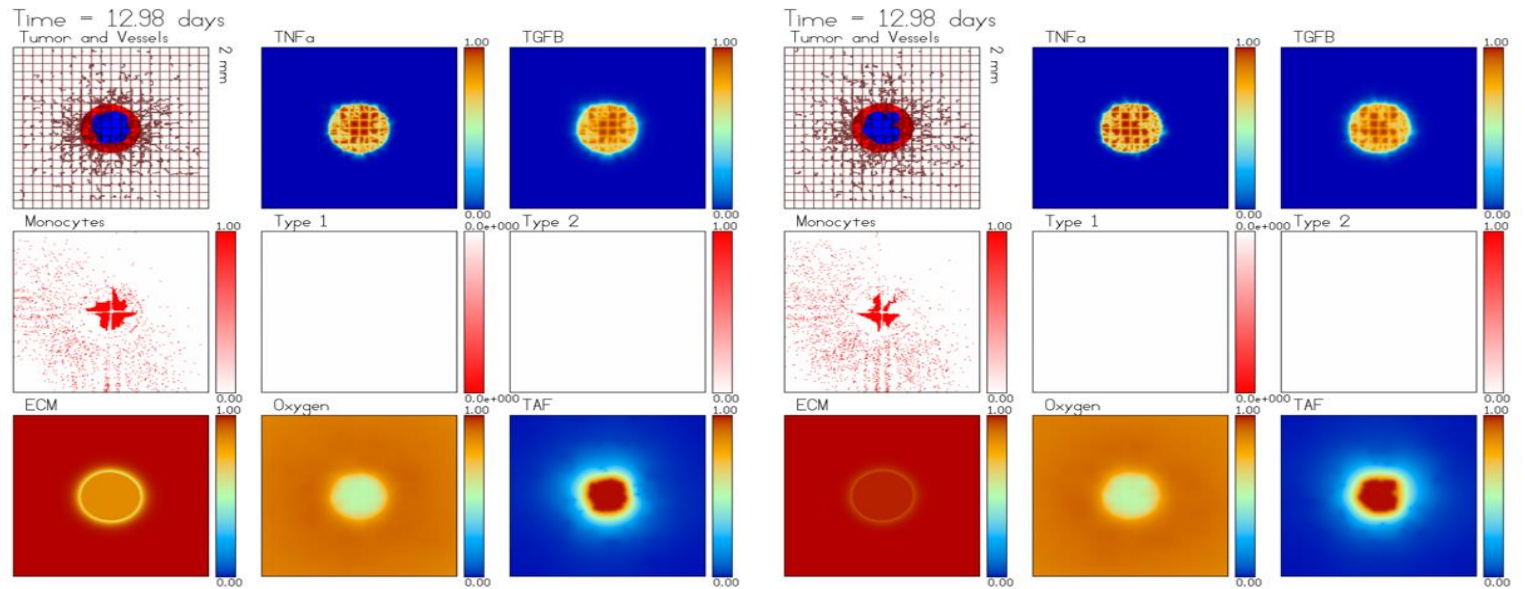 Time = 12.98 days
Tumor and Vessels
TNFa
TGFB
2 mm
1.00
1.00
0.00
0.00
Monocytes
Type 1
Type 2
1.00
0.0e+000
1.00
0.00
0.0e+000
0.00
ECM
Oxygen
TAF
1.00
1.00
1.00
0.00
0.00
0.00
Time = 12.98 days
Tumor and Vessels
TNFa
TGFB
2 mm
1.00
1.00
0.00
0.00
Monocytes
Type 1
Type 2
1.00
0.0e+000
1.00
0.00
0.0e+000
0.00
ECM
Oxygen
TAF
1.00
1.00
1.00
0.00
0.00
0.00